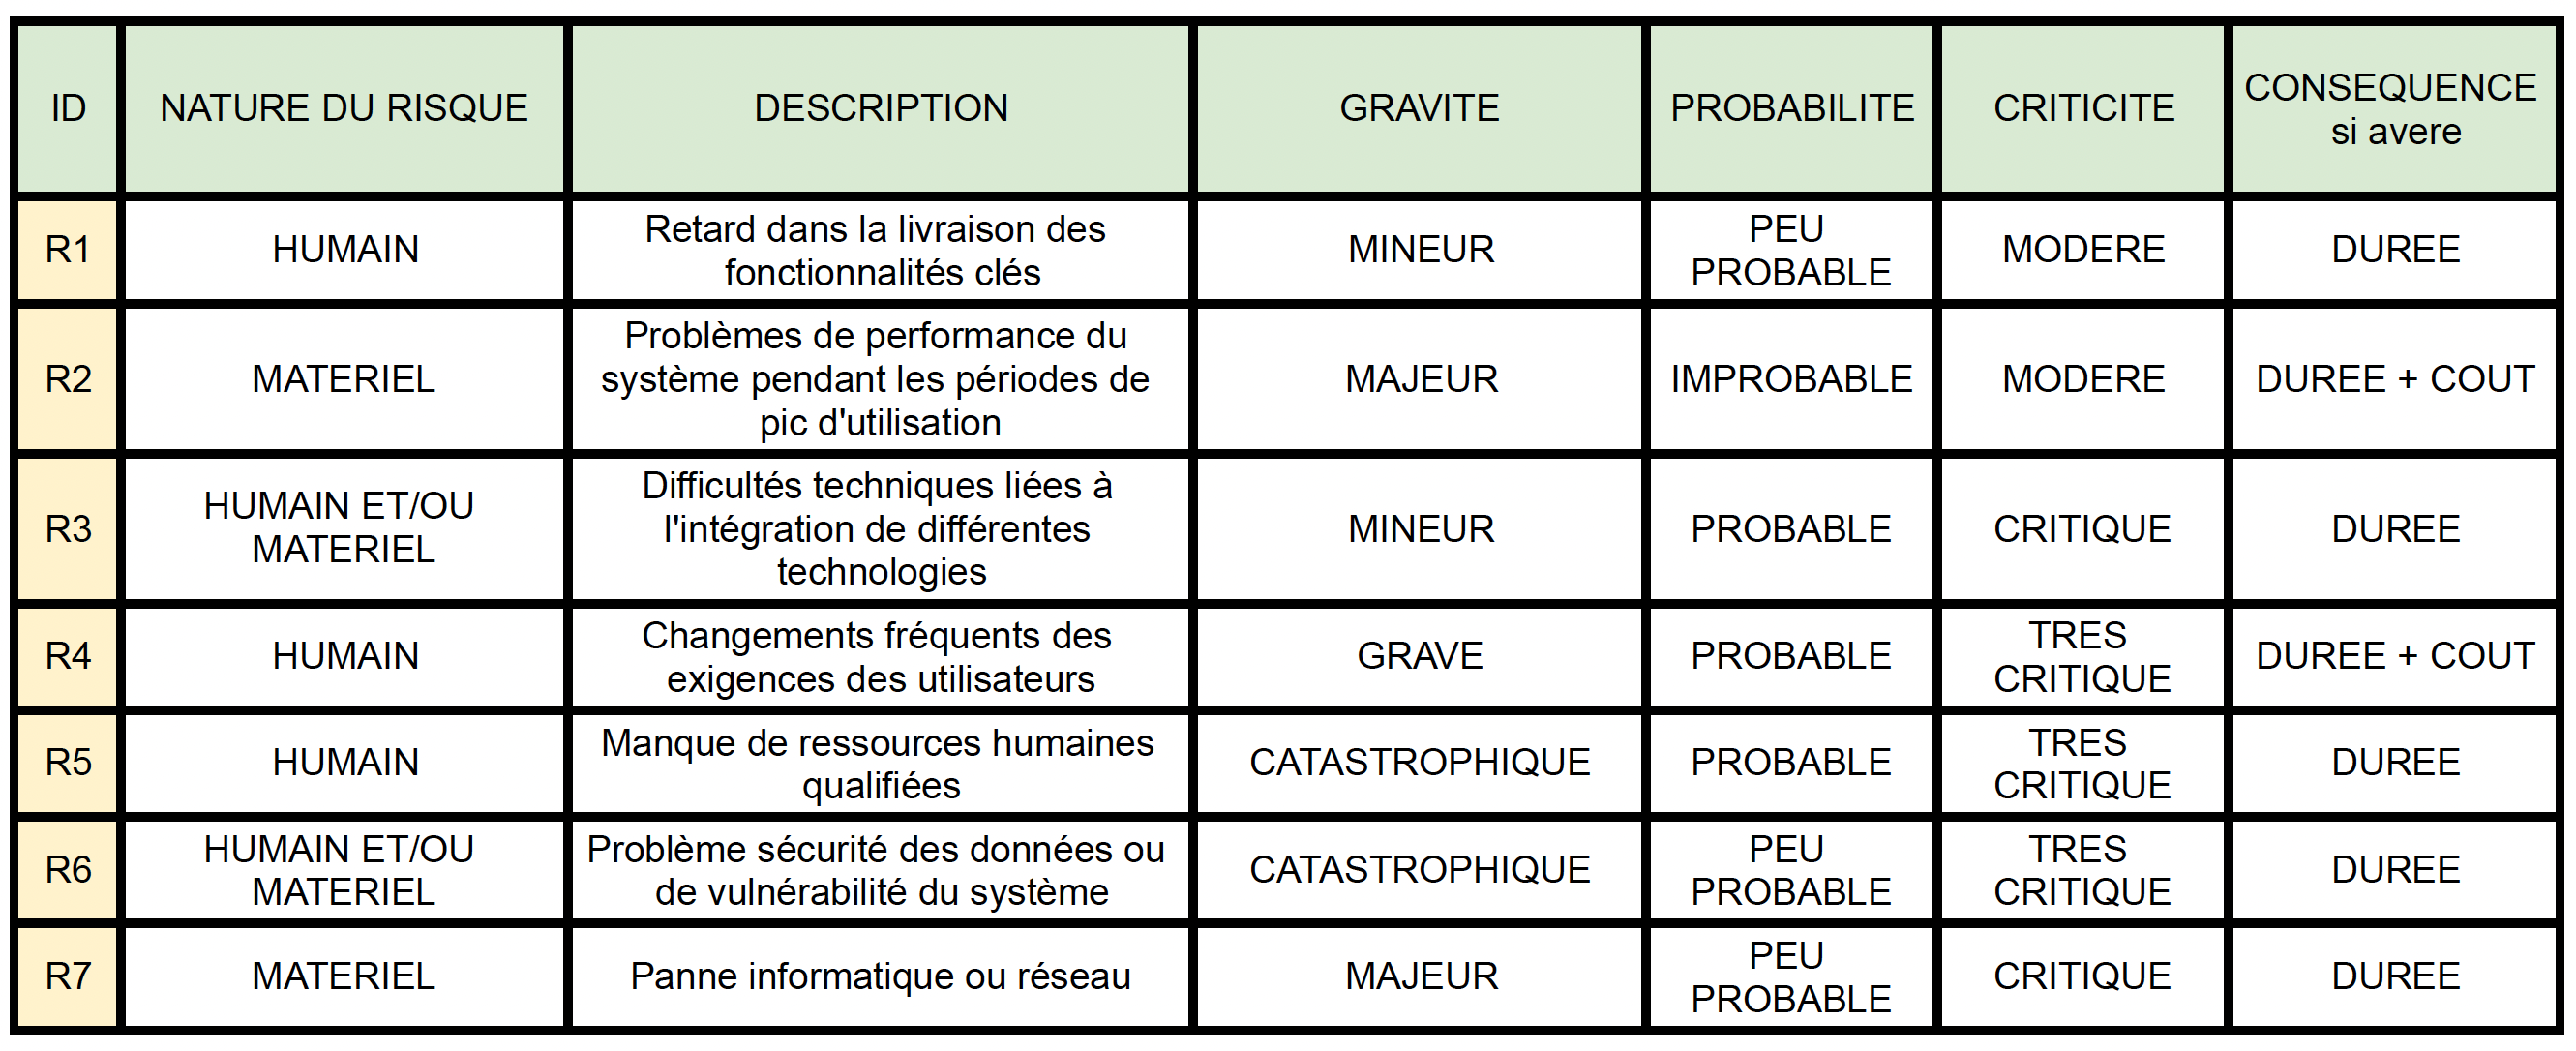 ID NATURE DU RISQUE DESCRIPTION GRAVITE PROBABILITE CRITICITE CONSEQUENCE
si avere
R1 HUMAIN Retard dans la livraison des
fonctionnalités clés MINEUR PEU
PROBABLE MODERE DUREE
R2 MATERIEL Problèmes de performance du
système pendant les périodes de
pic d'utilisation MAJEUR IMPROBABLE MODERE DUREE + COUT
R3 HUMAIN ET/OU
MATERIEL Difficultés techniques liées à
l'intégration de différentes
technologies MINEUR PROBABLE CRITIQUE DUREE
R4 HUMAIN Changements fréquents des
exigences des utilisateurs GRAVE PROBABLE TRES
CRITIQUE DUREE + COUT
R5 HUMAIN Manque de ressources humaines
qualifiées CATASTROPHIQUE PROBABLE TRES
CRITIQUE DUREE
R6 HUMAIN ET/OU
MATERIEL Problème sécurité des données ou
de vulnérabilité du système CATASTROPHIQUE PEU
PROBABLE TRES
CRITIQUE DUREE
R7 MATERIEL Panne informatique ou réseau MAJEUR PEU
PROBABLE CRITIQUE DUREE